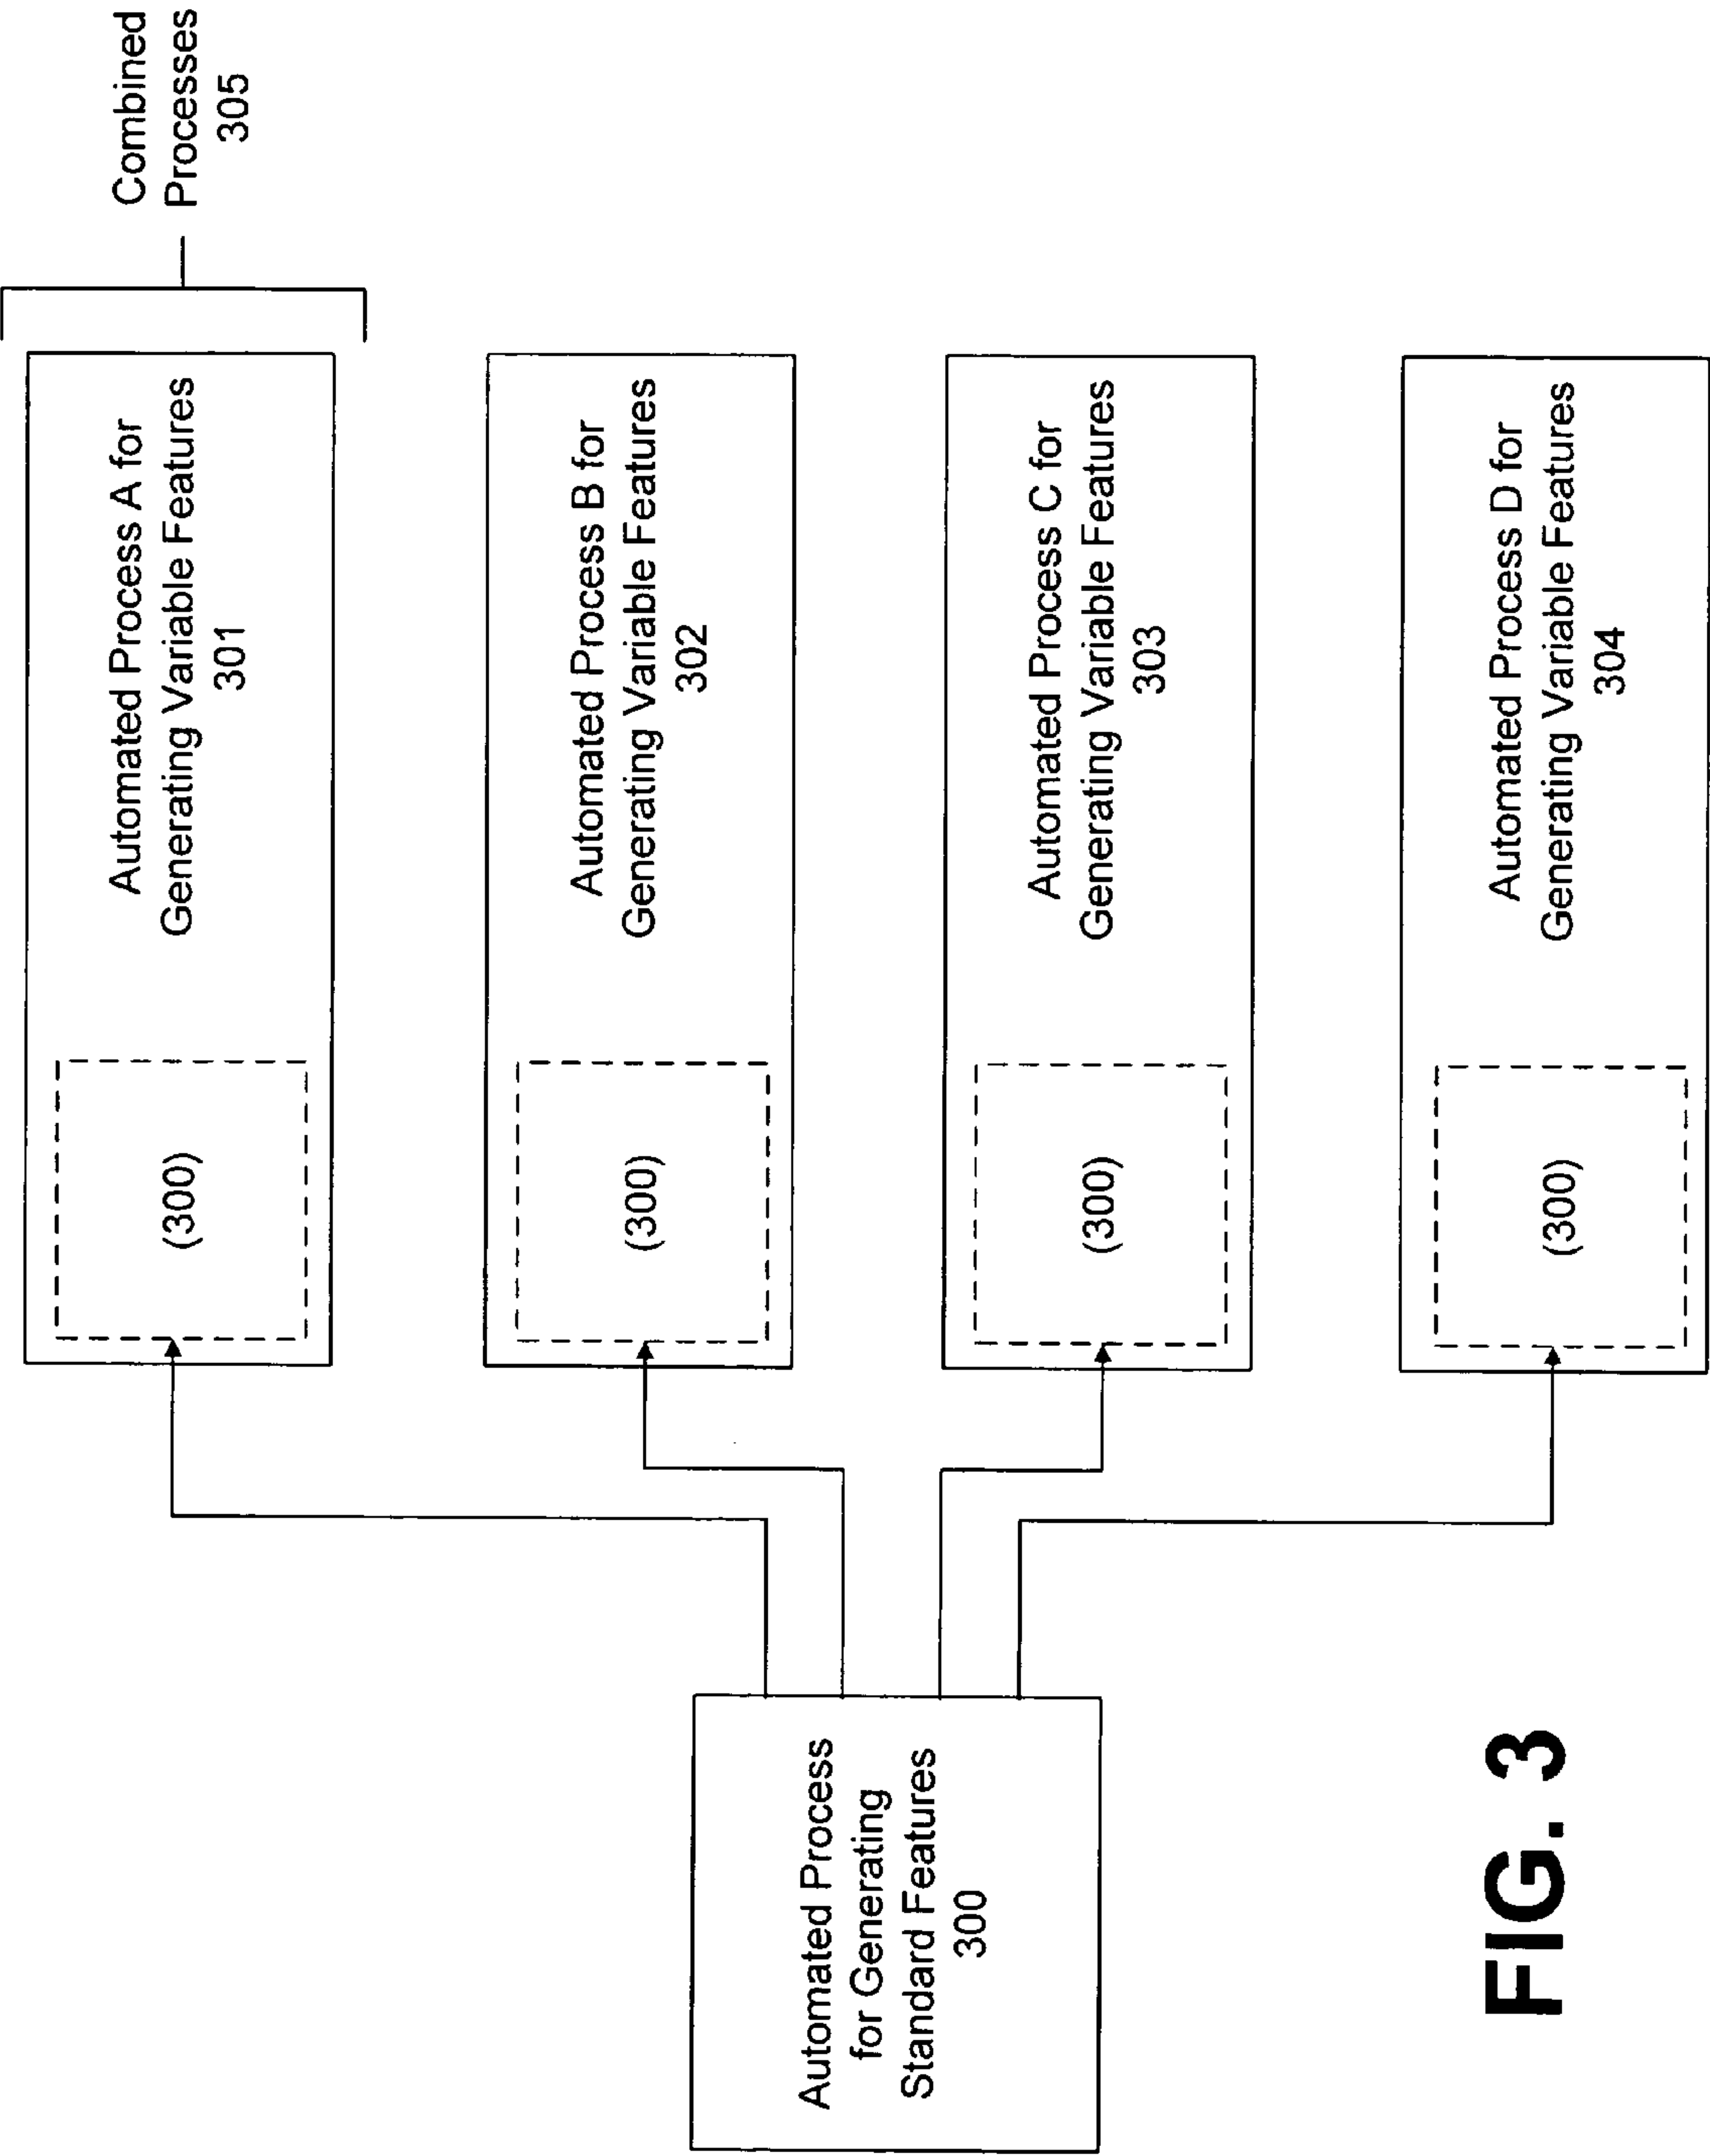 Combined
Processes
305
Automated Process A for
Generating Variable Features
301
(300)
Automated Process B for
Generating Variable Features
302
(300)
Automated Process C for
Generating Variable Features
303
(300)
Automated Process D for
Generating Variable Features
304
(300)
Automated Process
for Generating
Standard Features
300
FIG. 3